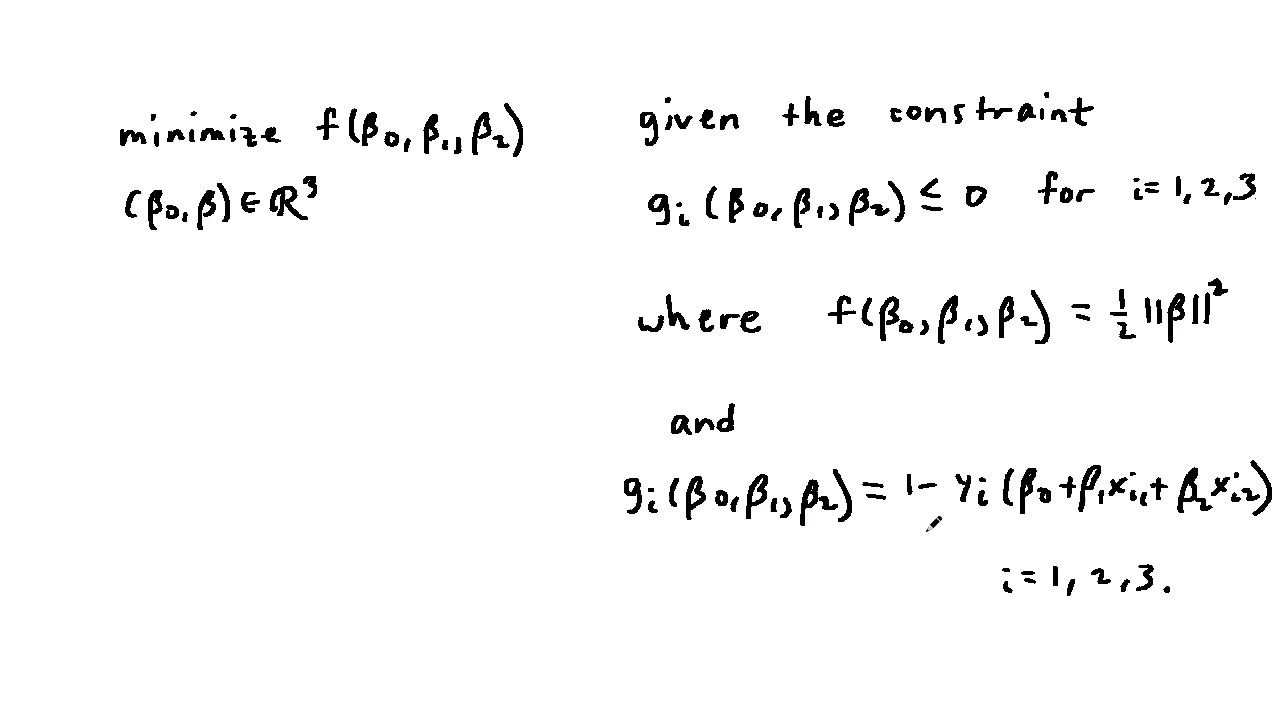 minimize f(β₀, β₁, β₂)
(β₀, β) ∈ ℝ³
given the constraint
gᵢ(β₀, β₁, β₂) ≤ 0 for i = 1, 2, 3
where f(β₀, β₁, β₂) = ½ ||β||²
and
gᵢ(β₀, β₁, β₂) = 1 - yᵢ(β₀ + β₁xᵢ₁ + β₂xᵢ₂)
i = 1, 2, 3.